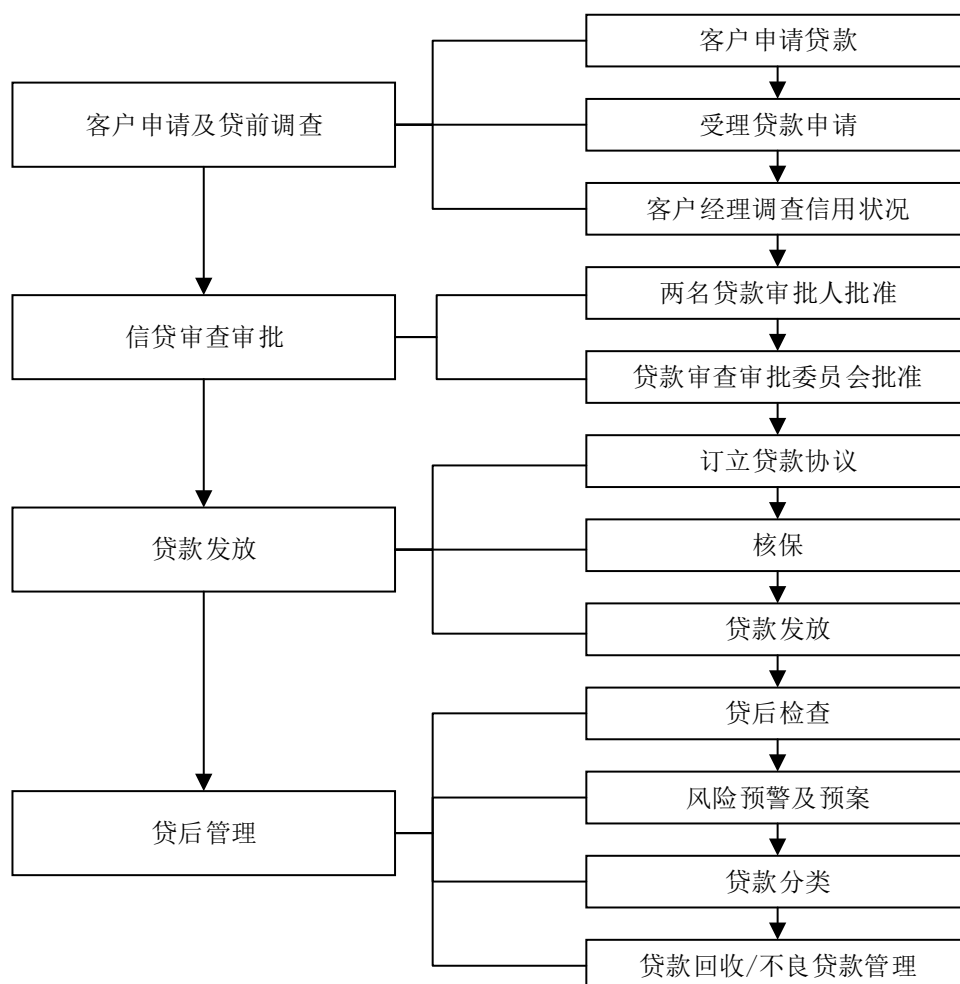 客户申请及贷前调查
客户申请贷款
受理贷款申请
客户经理调查信用状况
信贷审查审批
两名贷款审批人批准
贷款审查审批委员会批准
贷款发放
订立贷款协议
核保
贷款发放
贷后管理
贷后检查
风险预警及预案
贷款分类
贷款回收/不良贷款管理